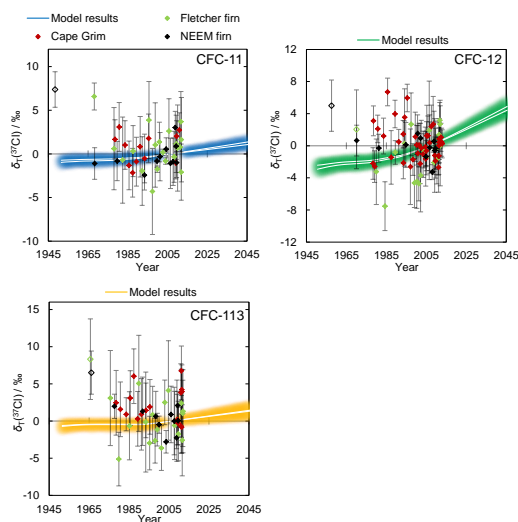 Model results
Fletcher firn
Cape Grim
NEEM firn
CFC-11
δT(37Cl) / ‰
15
10
5
0
-5
-10
1945
1965
1985
2005
2025
2045
Year
Model results
CFC-12
δT(37Cl) / ‰
12
8
4
0
-4
-8
-12
1945
1965
1985
2005
2025
2045
Year
Model results
CFC-113
δT(37Cl) / ‰
15
10
5
0
-5
-10
1945
1965
1985
2005
2025
2045
Year